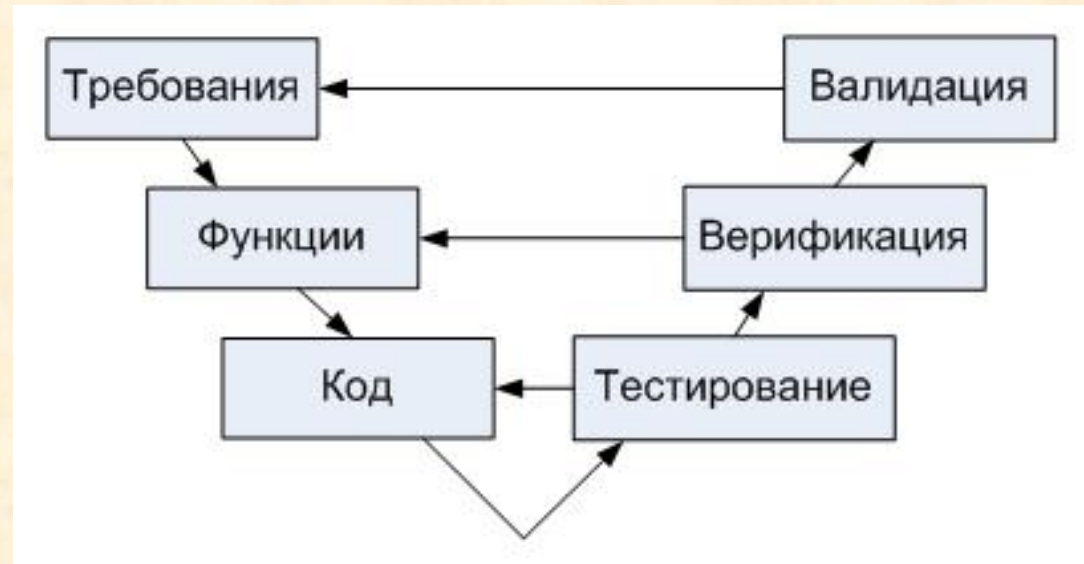 Требования
Валидация
Функции
Верификация
Код
Тестирование